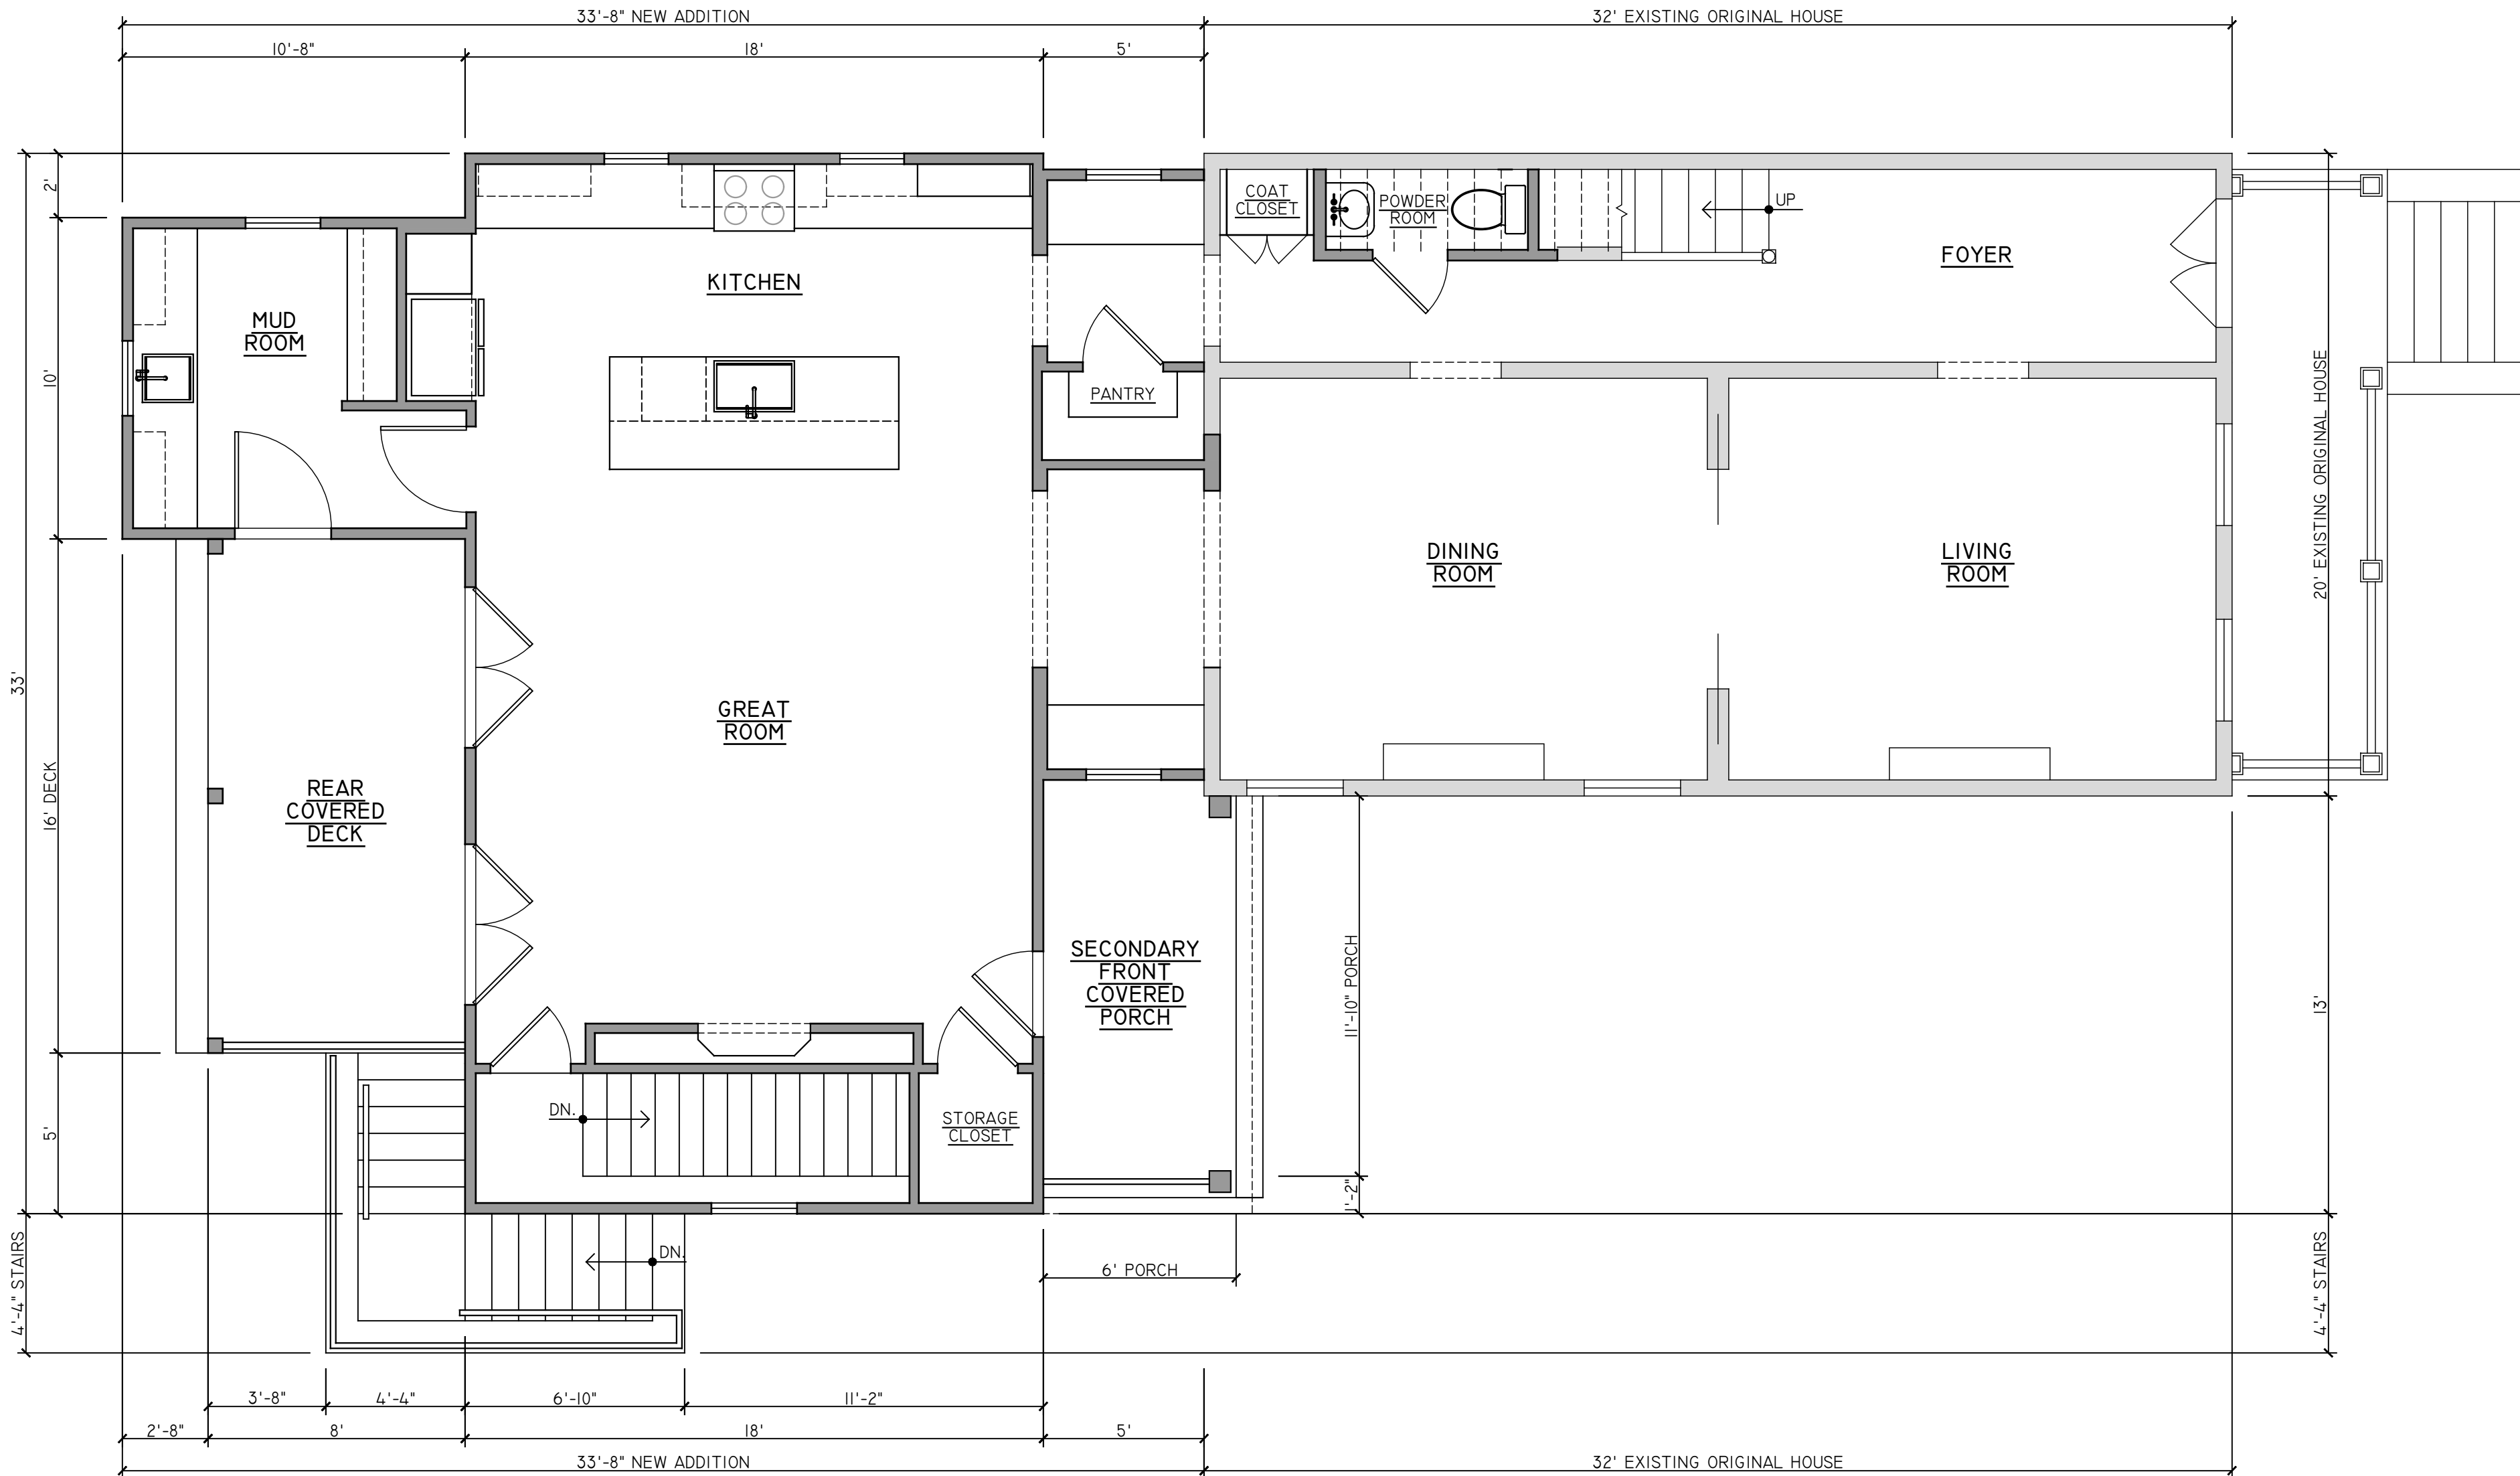 33'-8" NEW ADDITION
32' EXISTING ORIGINAL HOUSE
10'-8"
18'
5'
2'
10'
33'
16' DECK
5'
4'-4" STAIRS
COAT
CLOSET
POWDER
ROOM
UP
FOYER
KITCHEN
MUD
ROOM
PANTRY
DINING
ROOM
LIVING
ROOM
20' EXISTING ORIGINAL HOUSE
GREAT
ROOM
REAR
COVERED
DECK
SECONDARY
FRONT
COVERED
PORCH
11'-10" PORCH
13'
DN.
STORAGE
CLOSET
1'-2"
DN.
6' PORCH
4'-4" STAIRS
3'-8"
4'-4"
6'-10"
11'-2"
2'-8"
8'
18'
5'
33'-8" NEW ADDITION
32' EXISTING ORIGINAL HOUSE